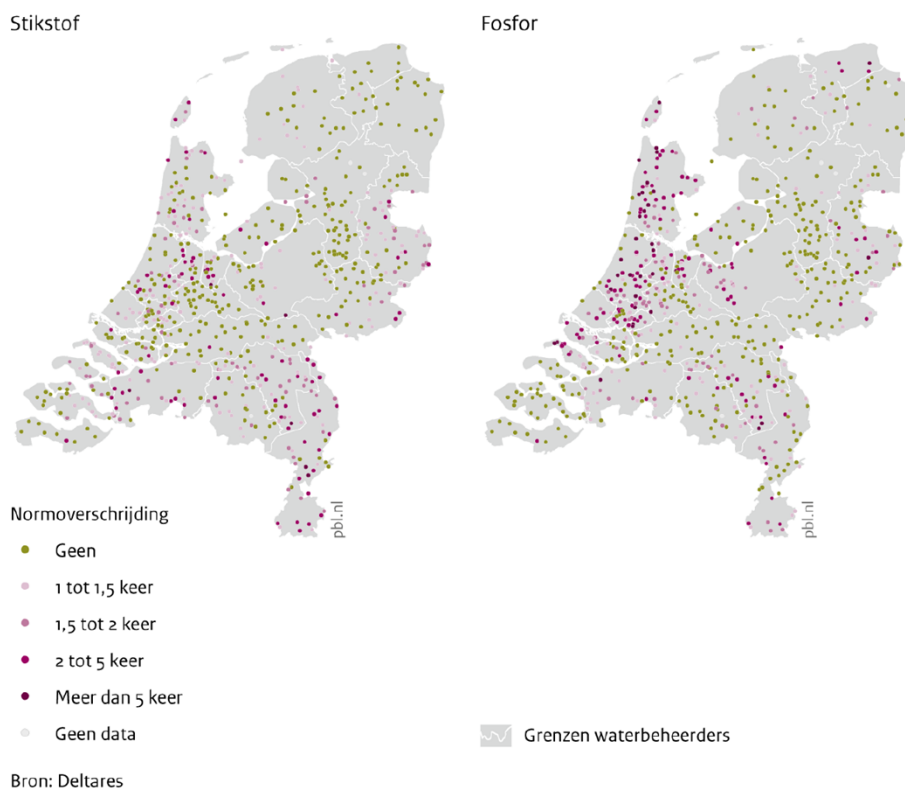 Stikstof
Fosfor
pbl.nl
pbl.nl
Normoverschrijding
Geen
1 tot 1,5 keer
1,5 tot 2 keer
2 tot 5 keer
Meer dan 5 keer
Geen data
Grenzen waterbeheerders
Bron: Deltares